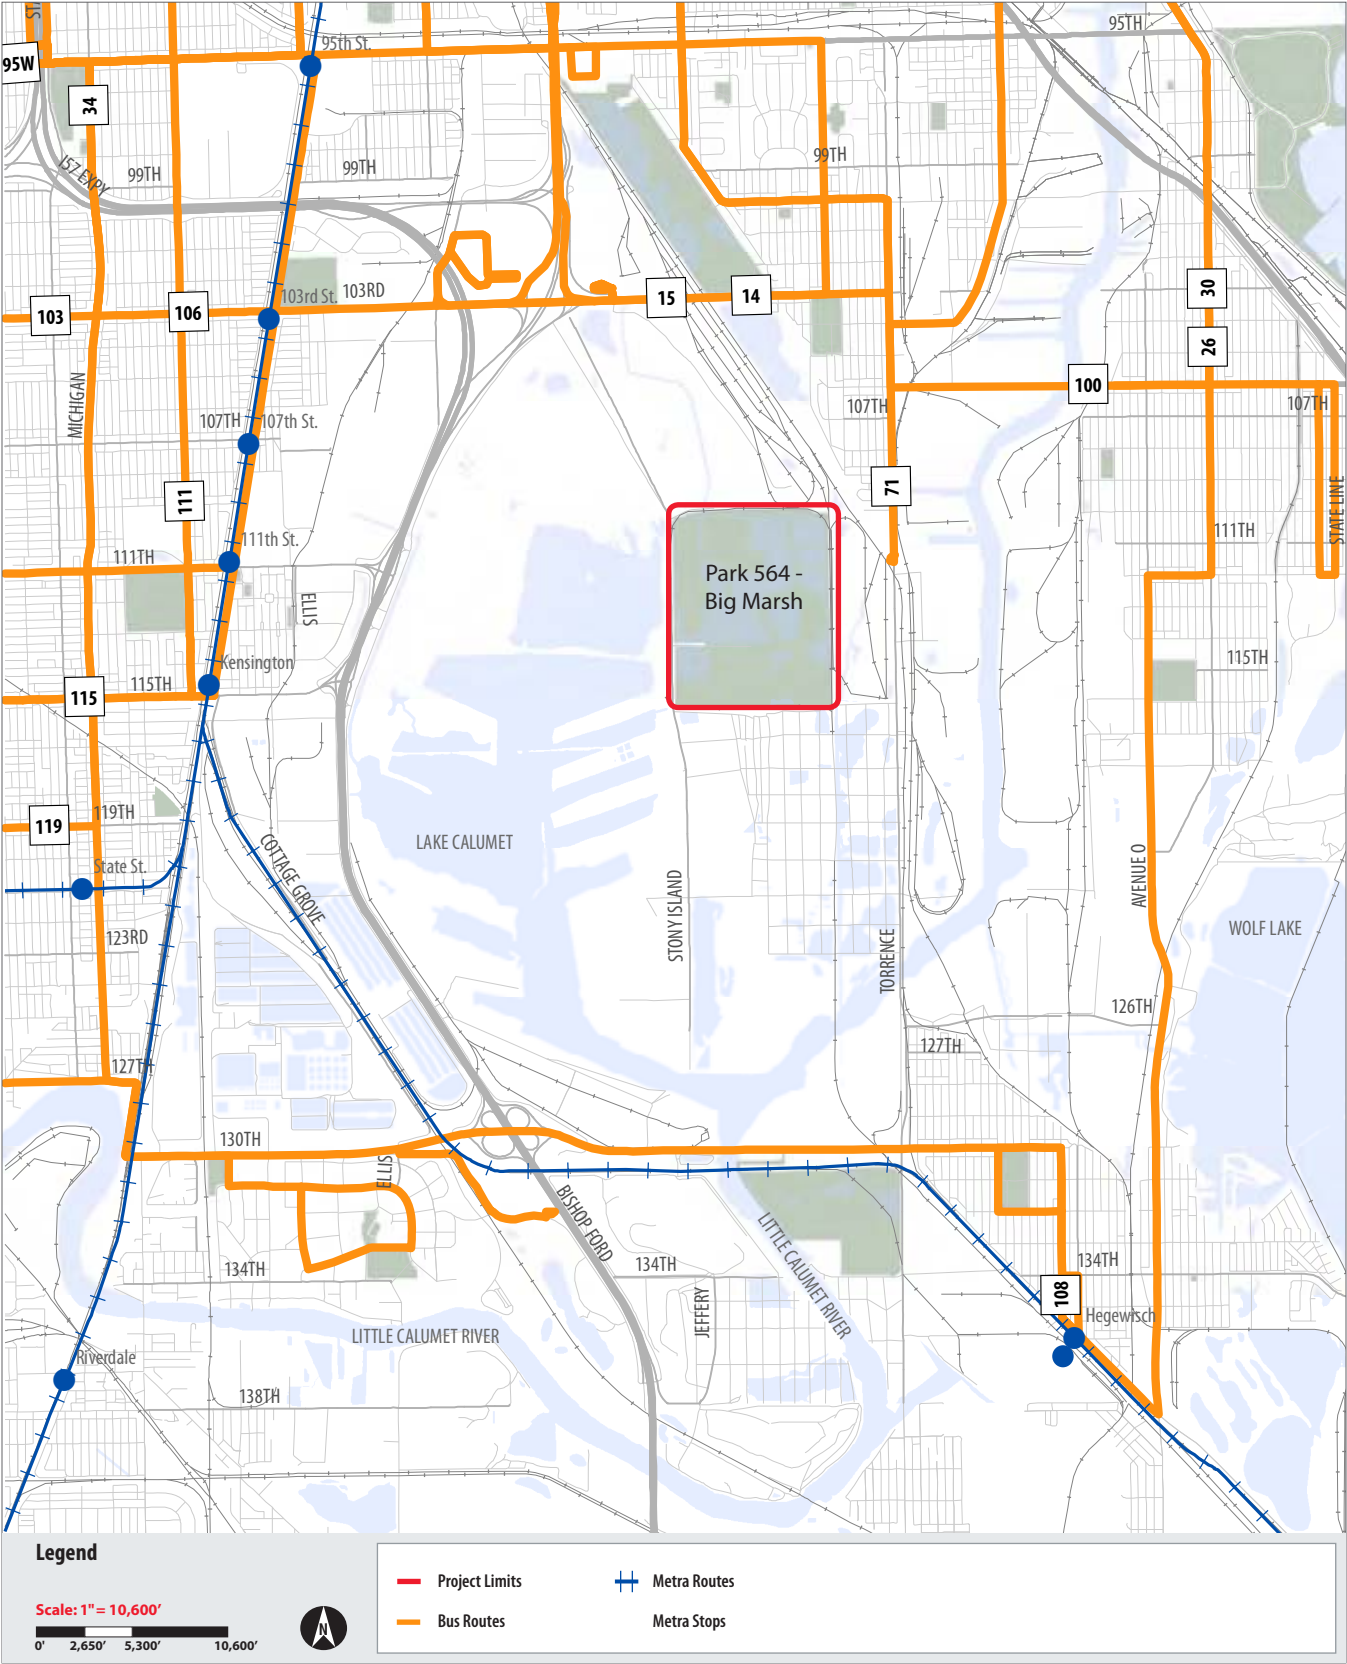 95TH
95th St.
95W
34
I57 EXPY
99TH
99TH
99TH
103rd St.
103RD
103
106
15
14
30
26
MICHIGAN
100
107TH
107th St.
107TH
107TH
111
71
STATE LINE
111th St.
111TH
111TH
ELLIS
Park 564 -
Big Marsh
Kensington
115TH
115
115TH
119TH
119
State St.
COTTAGE GROVE
LAKE CALUMET
STONY ISLAND
AVENUE O
WOLF LAKE
123RD
TORRENCE
126TH
127TH
127TH
130TH
ELLIS
BISHOP FORD
LITTLE CALUMET RIVER
134TH
134TH
134TH
108
Hegewisch
JEFFERY
LITTLE CALUMET RIVER
Riverdale
138TH
Legend
Scale: 1" = 10,600'
0'
2,650'
5,300'
10,600'
N
Project Limits
Metra Routes
Bus Routes
Metra Stops